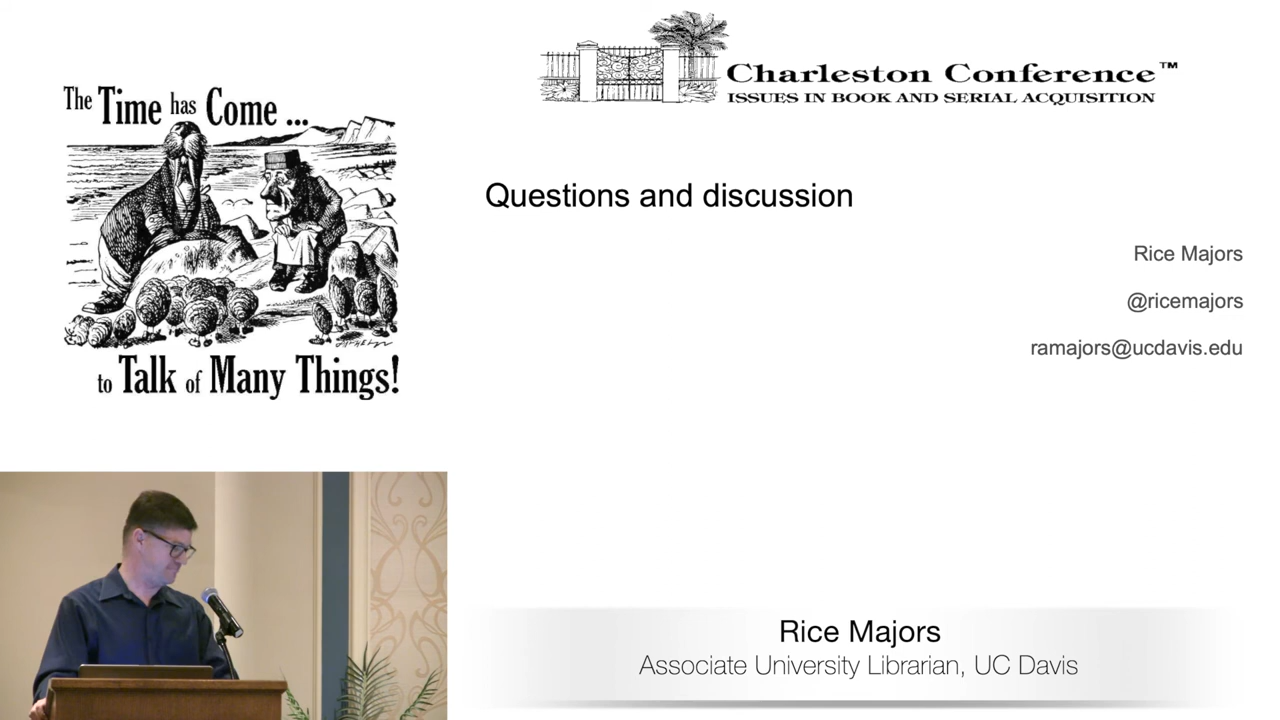 The Time has Come ...
to Talk of Many Things!
Charleston Conference™
ISSUES IN BOOK AND SERIAL ACQUISITION
Questions and discussion
Rice Majors
@ricemajors
ramajors@ucdavis.edu
Rice Majors
Associate University Librarian, UC Davis